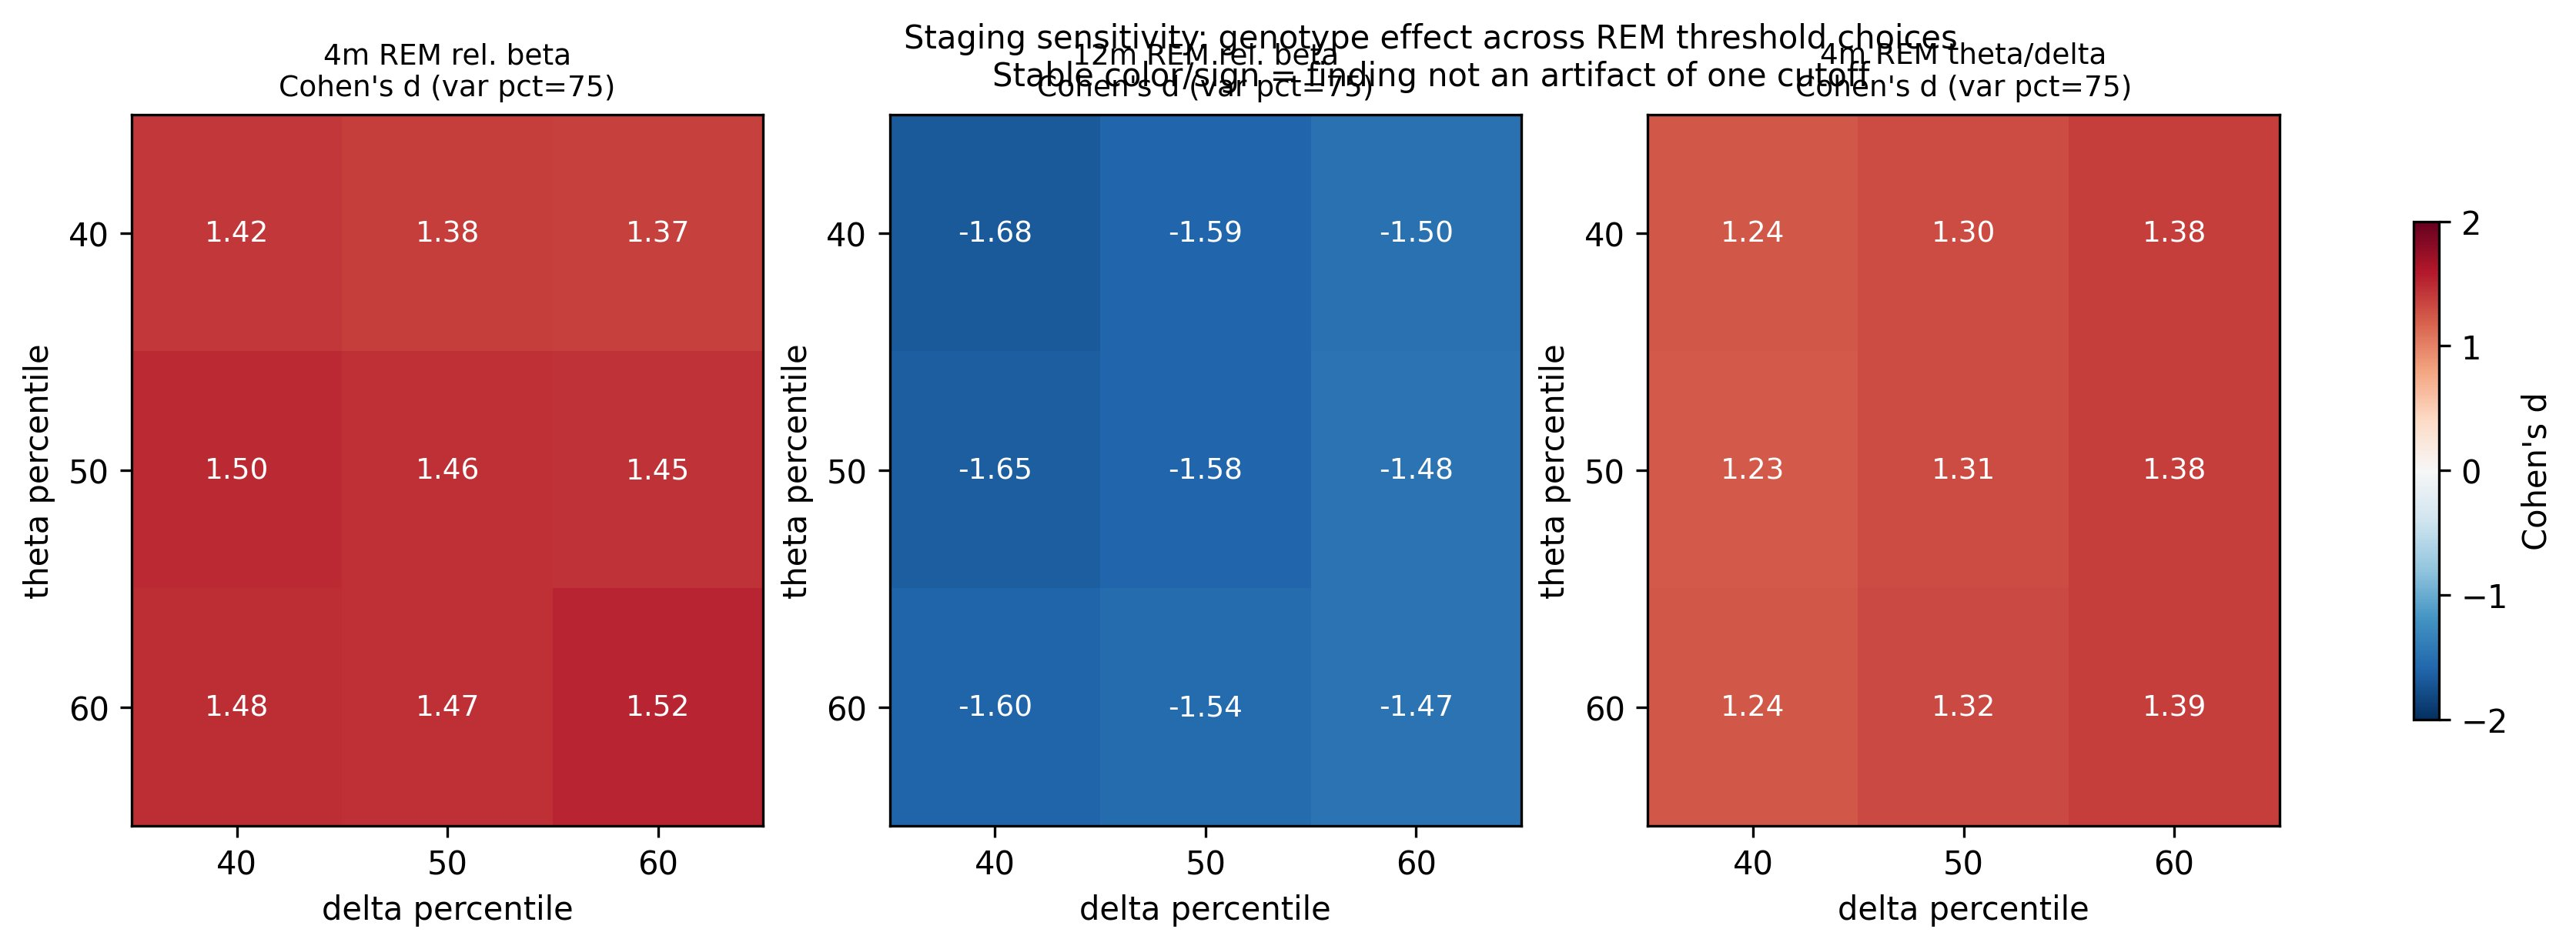 Staging sensitivity: genotype effect across REM threshold choices
Stable color/sign = finding not an artifact of one cutoff
4m REM rel. beta
Cohen's d (var pct=75)
1.42 1.38 1.37
1.50 1.46 1.45
1.48 1.47 1.52
40
50
60
theta percentile
40 50 60
delta percentile
12m REM rel. beta
Cohen's d (var pct=75)
-1.68 -1.59 -1.50
-1.65 -1.58 -1.48
-1.60 -1.54 -1.47
40
50
60
theta percentile
40 50 60
delta percentile
4m REM theta/delta
Cohen's d (var pct=75)
1.24 1.30 1.38
1.23 1.31 1.38
1.24 1.32 1.39
40
50
60
theta percentile
40 50 60
delta percentile
2
1
0
−1
−2
Cohen's d